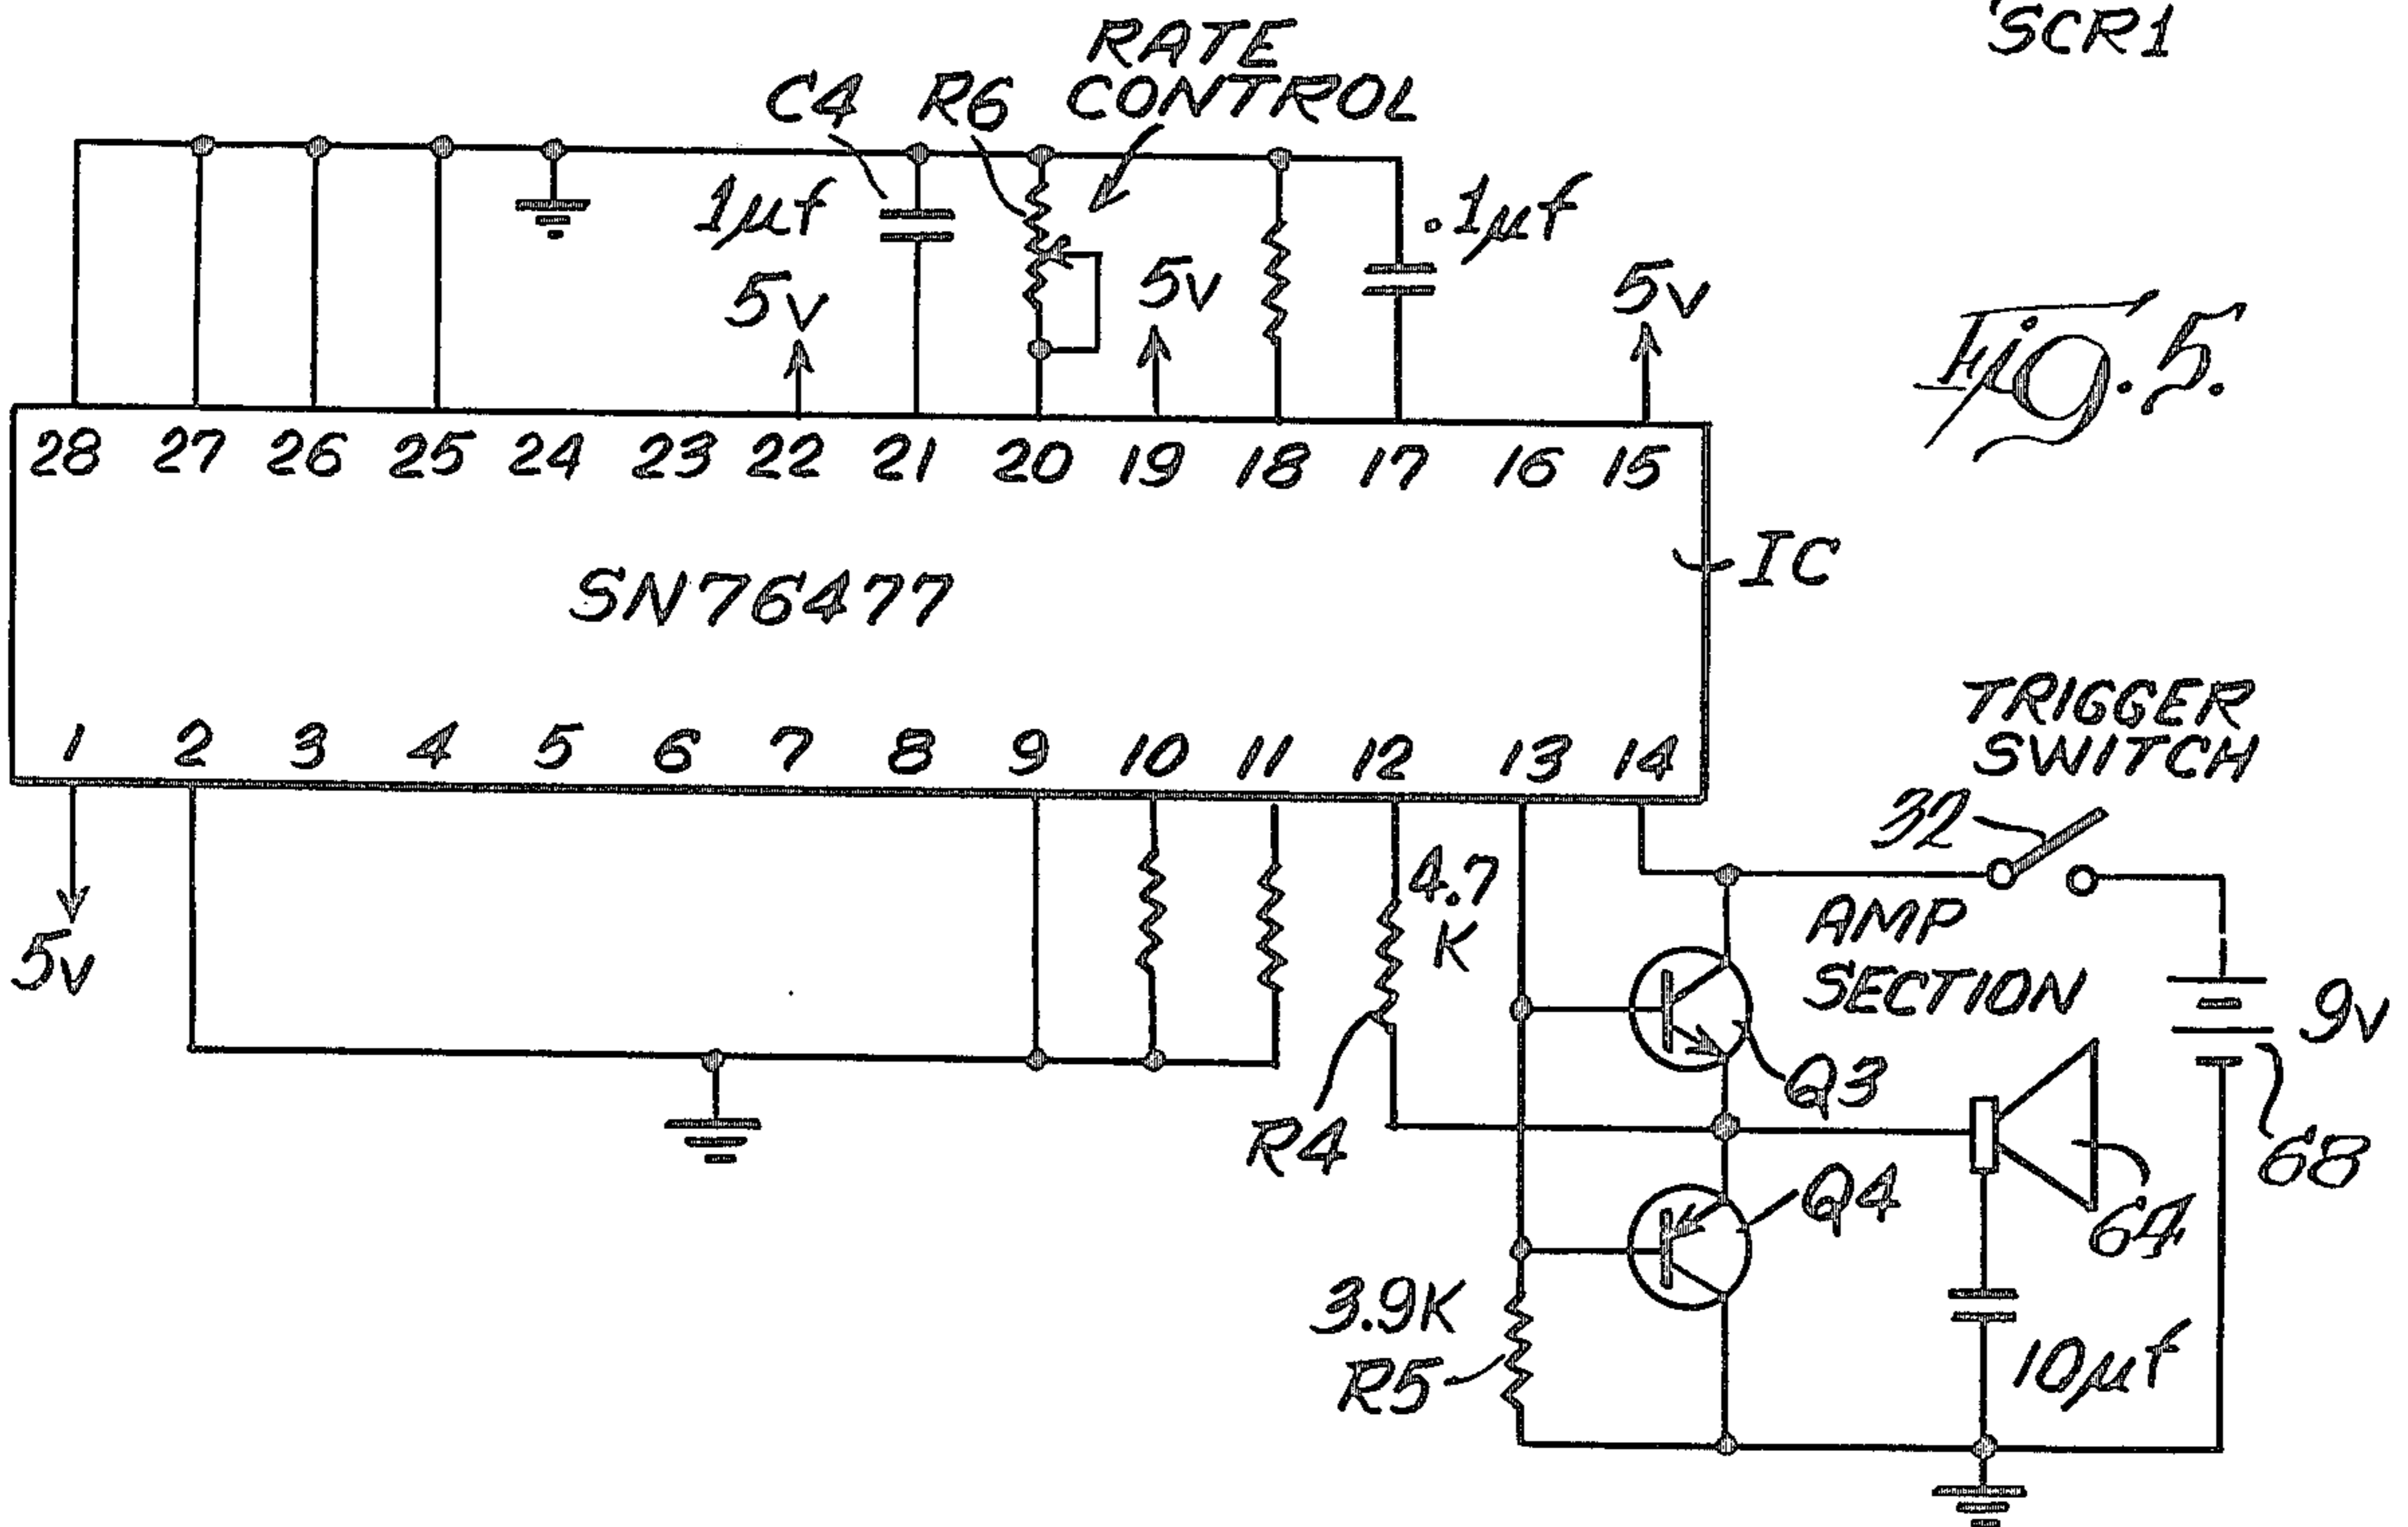 SCR1
RATE
CONTROL
C4
R6
1µf
.1µf
5v
5v
5v
Fig. 5.
28 27 26 25 24 23 22 21 20 19 18 17 16 15
IC
SN76477
1 2 3 4 5 6 7 8 9 10 11 12 13 14
TRIGGER
SWITCH
32
5v
4.7
K
AMP
SECTION
9v
Q3
R4
68
Q4
64
3.9K
R5
10µf